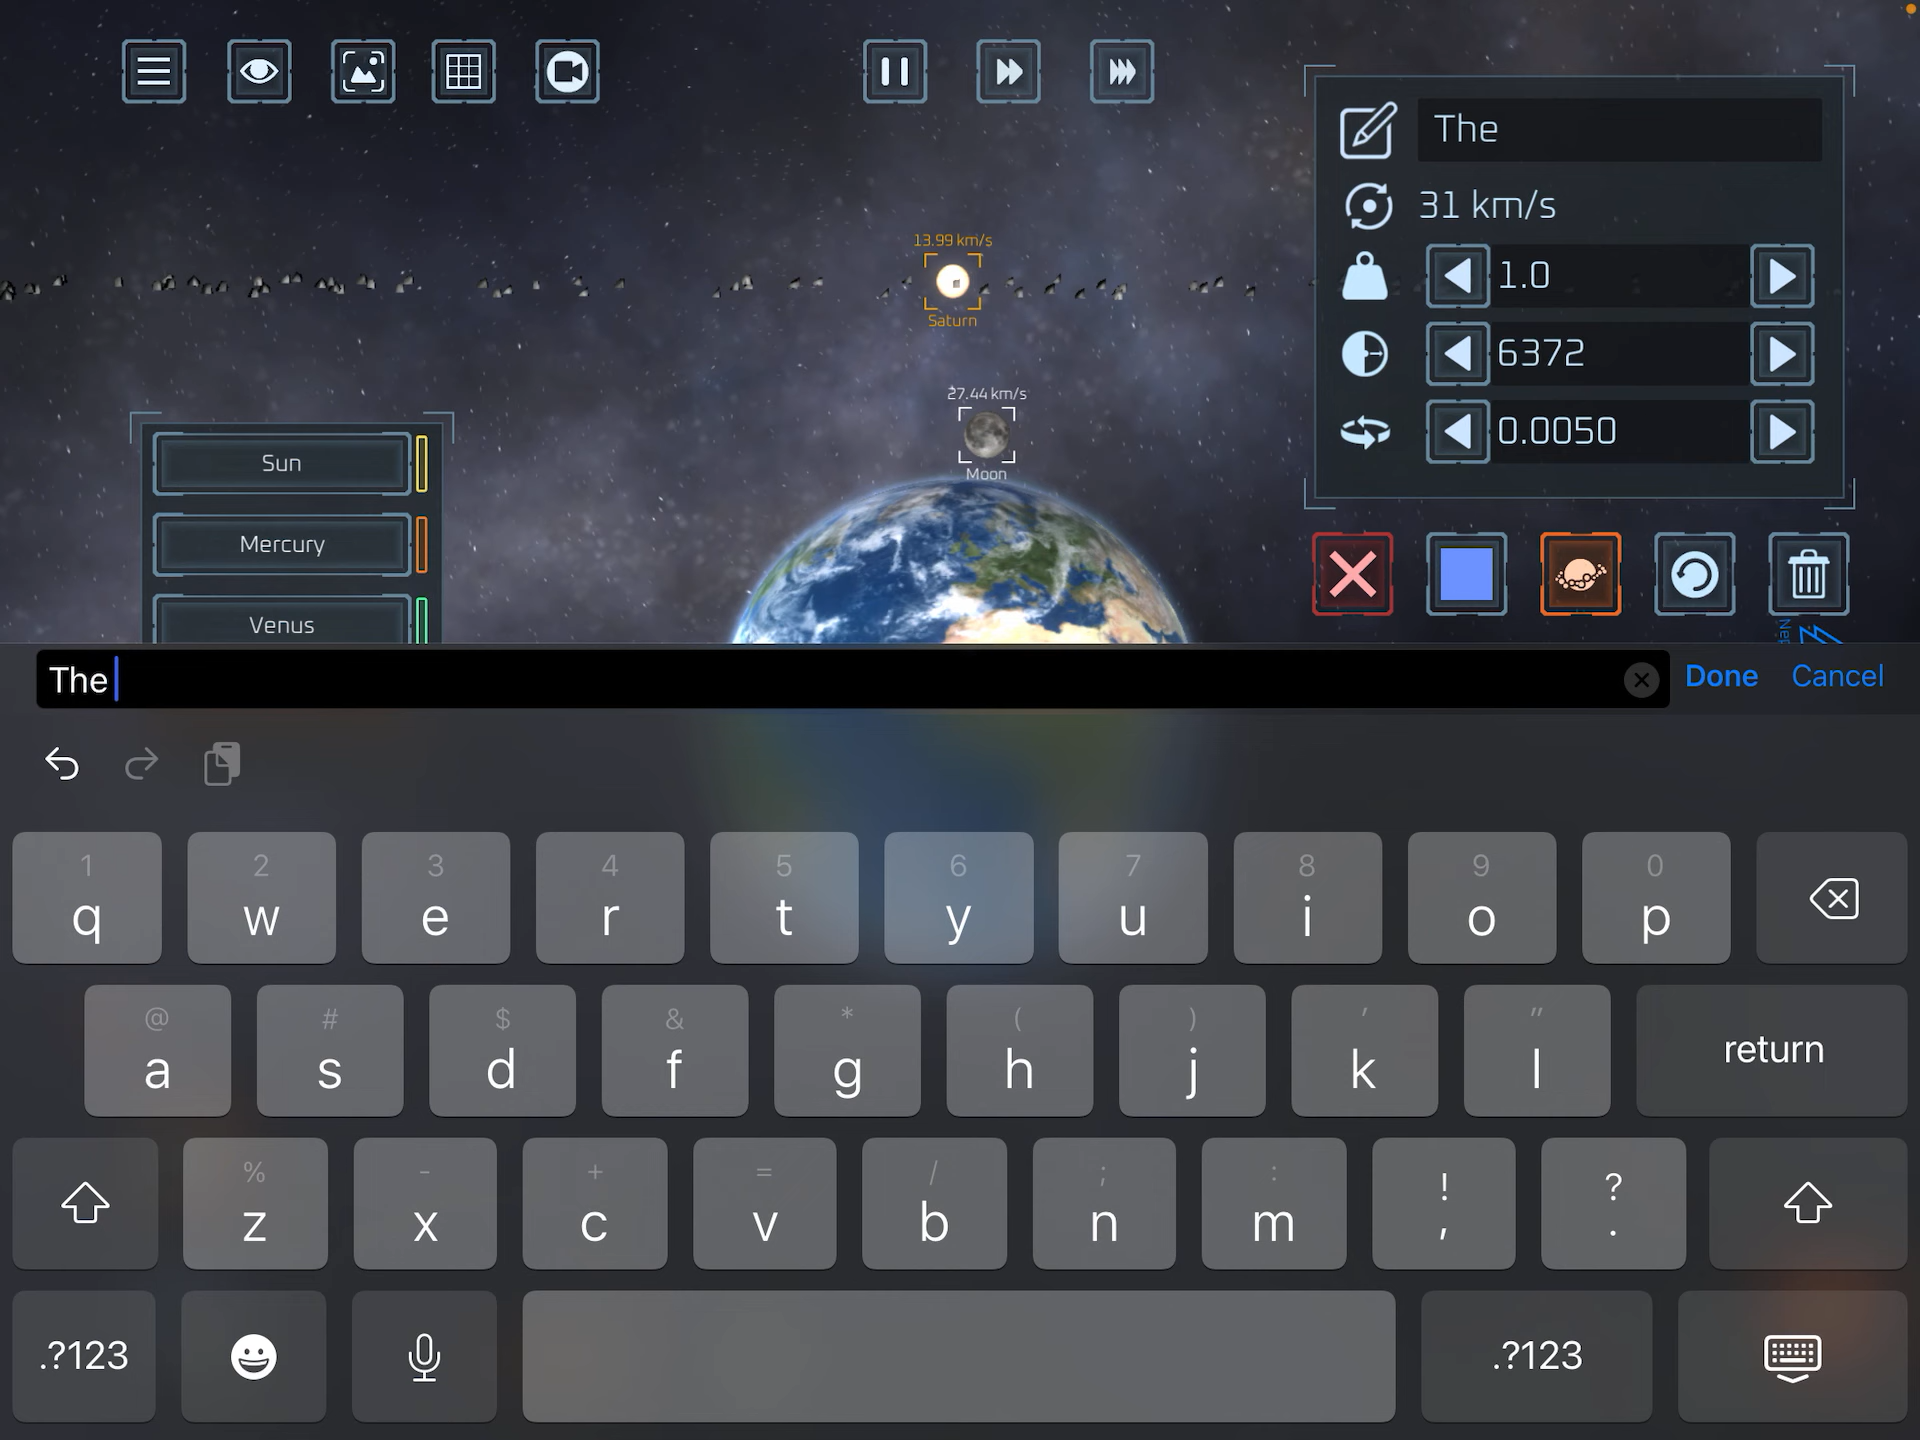 The
31 km/s
1.0
6372
0.0050
13.99 km/s
Saturn
27.44 km/s
Moon
Sun
Mercury
Venus
Nep
The
Done Cancel
1 2 3 4 5 6 7 8 9 0
q w e r t y u i o p
@ # $ & * ( ) ' "
a s d f g h j k l return
% - + = / ; : ! ?
z x c v b n m , .
.?123 .?123